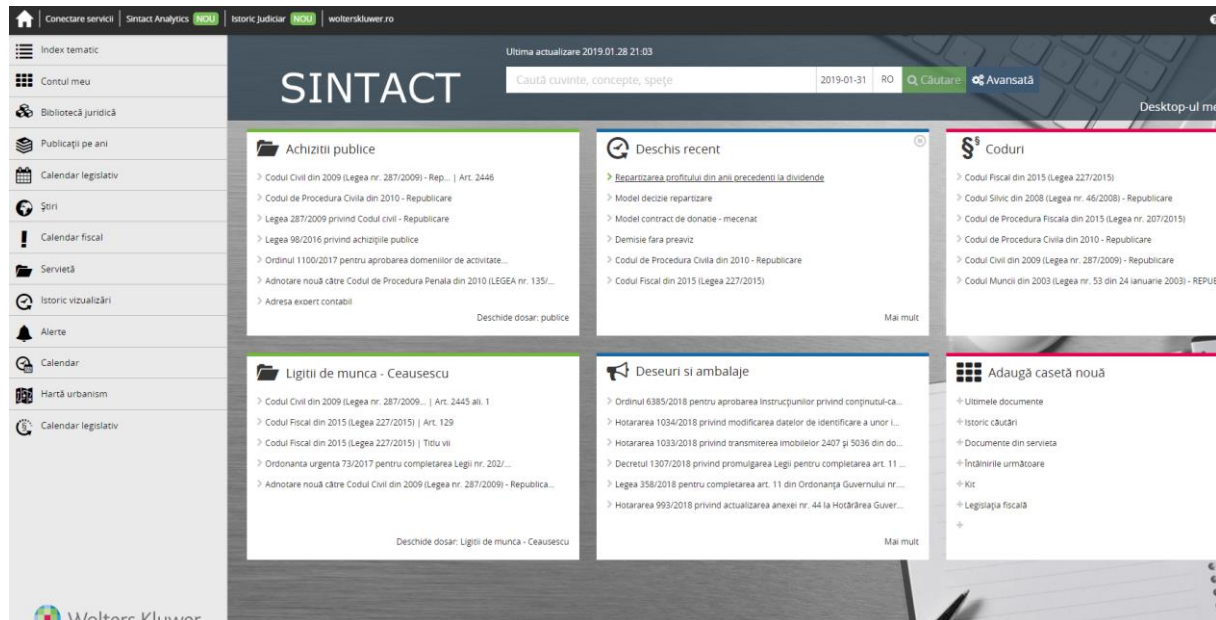 Conectare servicii
Sintact Analytics NOU
Istoric Judiciar NOU
wolterskluwer.ro
Index tematic
Contul meu
Bibliotecă juridică
Publicații pe ani
Calendar legislativ
Știri
Calendar fiscal
Servietă
Istoric vizualizări
Alerte
Calendar
Hartă urbanism
Calendar legislativ
Wolters Kluwer
SINTACT
Ultima actualizare 2019.01.28 21:03
Caută cuvinte, concepte, spețe 2019-01-31 RO Căutare Avansată
Desktop-ul me
Achizitii publice
Codul Civil din 2009 (Legea nr. 287/2009) - Rep... | Art. 2446
Codul de Procedura Civila din 2010 - Republicare
Legea 287/2009 privind Codul civil - Republicare
Legea 98/2016 privind achizițiile publice
Ordinul 1100/2017 pentru aprobarea domeniilor de activitate...
Adnotare nouă către Codul de Procedura Penala din 2010 (LEGEA nr. 135/...
Adresa expert contabil
Deschide dosar: publice
Deschis recent
Repartizarea profitului din anii precedenti la dividende
Model decizie repartizare
Model contract de donatie - mecenat
Demisie fara preaviz
Codul de Procedura Civila din 2010 - Republicare
Codul Fiscal din 2015 (Legea 227/2015)
Mai mult
§§ Coduri
Codul Fiscal din 2015 (Legea 227/2015)
Codul Silvic din 2008 (Legea nr. 46/2008) - Republicare
Codul de Procedura Fiscala din 2015 (Legea nr. 207/2015)
Codul de Procedura Civila din 2010 - Republicare
Codul Civil din 2009 (Legea nr. 287/2009) - Republicare
Codul Muncii din 2003 (Legea nr. 53 din 24 ianuarie 2003) - REPU
Ligitii de munca - Ceausescu
Codul Civil din 2009 (Legea nr. 287/2009... | Art. 2445 ali. 1
Codul Fiscal din 2015 (Legea 227/2015) | Art. 129
Codul Fiscal din 2015 (Legea 227/2015) | Titlu vii
Ordonanta urgenta 73/2017 pentru completarea Legii nr. 202/...
Adnotare nouă către Codul Civil din 2009 (Legea nr. 287/2009) - Republica...
Deschide dosar: Ligitii de munca - Ceausescu
Deseuri si ambalaje
Ordinul 6385/2018 pentru aprobarea Instrucțiunilor privind conținutul-ca...
Hotararea 1034/2018 privind modificarea datelor de identificare a unor i...
Hotararea 1033/2018 privind transmiterea imobilelor 2407 și 5036 din do...
Decretul 1307/2018 privind promulgarea Legii pentru completarea art. 11 ...
Legea 358/2018 pentru completarea art. 11 din Ordonanța Guvernului nr....
Hotararea 993/2018 privind actualizarea anexei nr. 44 la Hotărârea Guver...
Mai mult
Adaugă casetă nouă
Ultimele documente
Istoric căutări
Documente din servieta
Întâlnirile următoare
Kit
Legislația fiscală